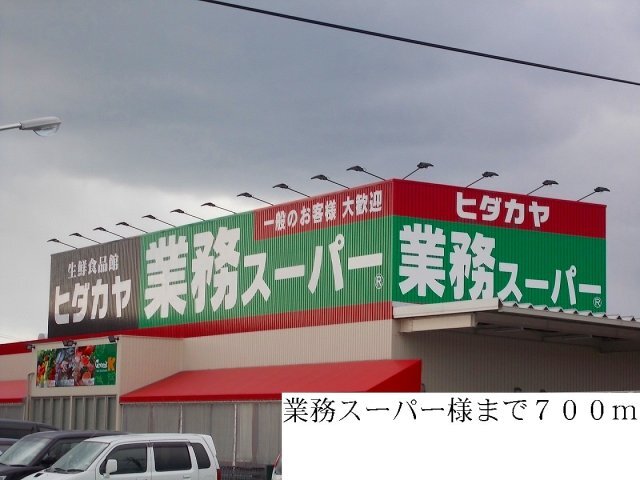 生鮮食品館
ヒダカヤ
業務スーパー®
一般のお客様 大歓迎
ヒダカヤ
業務スーパー®
業務スーパー様まで７００ｍ